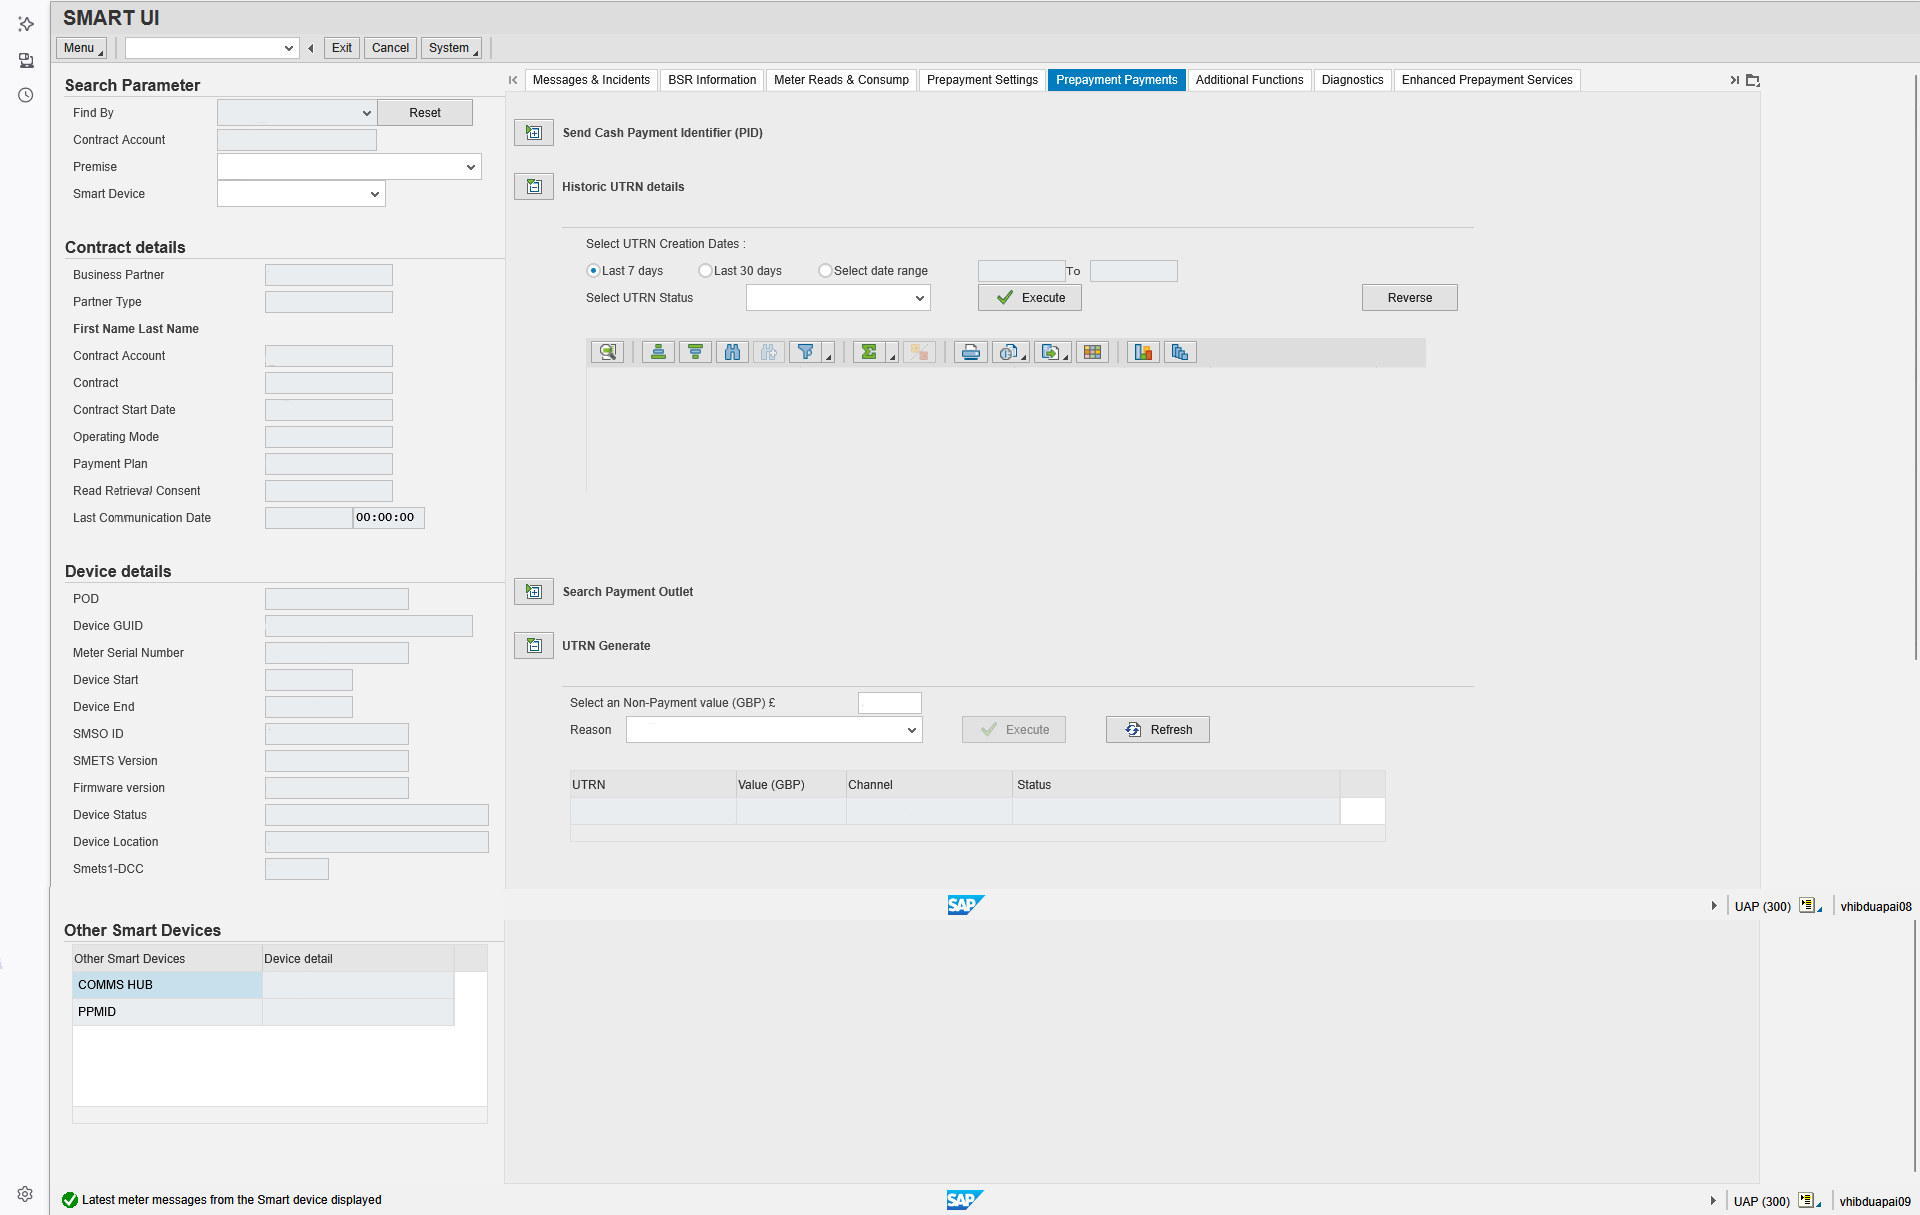 SMART UI
Menu
Exit Cancel System
Search Parameter
Find By Reset
Contract Account
Premise
Smart Device
Contract details
Business Partner
Partner Type
First Name Last Name
Contract Account
Contract
Contract Start Date
Operating Mode
Payment Plan
Read Retrieval Consent
Last Communication Date 00:00:00
Device details
POD
Device GUID
Meter Serial Number
Device Start
Device End
SMSO ID
SMETS Version
Firmware version
Device Status
Device Location
Smets1-DCC
Messages & Incidents BSR Information Meter Reads & Consump Prepayment Settings Prepayment Payments Additional Functions Diagnostics Enhanced Prepayment Services
Send Cash Payment Identifier (PID)
Historic UTRN details
Select UTRN Creation Dates :
Last 7 days Last 30 days Select date range To
Select UTRN Status Execute Reverse
Search Payment Outlet
UTRN Generate
Select an Non-Payment value (GBP) £
Reason Execute Refresh
UTRN Value (GBP) Channel Status
SAP UAP (300) vhibduapai08
Other Smart Devices
Other Smart Devices Device detail
COMMS HUB
PPMID
Latest meter messages from the Smart device displayed
SAP UAP (300) vhibduapai09